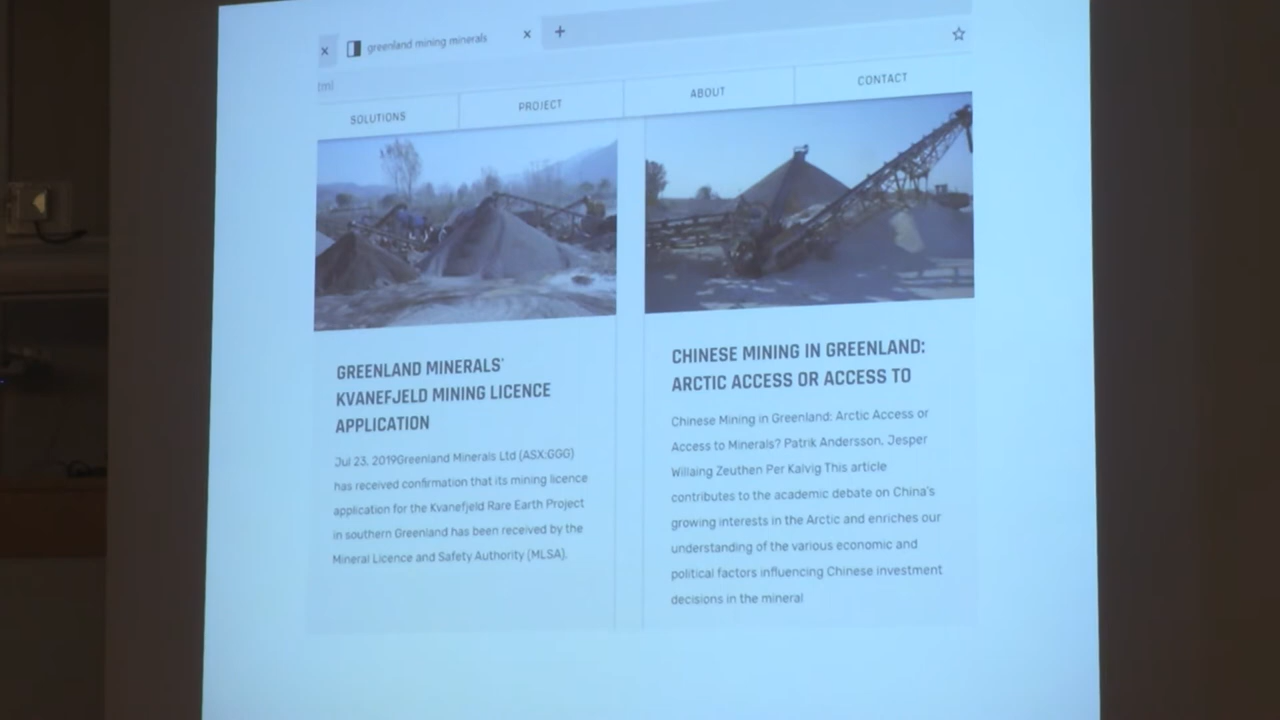 greenland mining minerals
SOLUTIONS
PROJECT
ABOUT
CONTACT
GREENLAND MINERALS'
KVANEFJELD MINING LICENCE
APPLICATION
Jul 23, 2019Greenland Minerals Ltd (ASX:GGG)
has received confirmation that its mining licence
application for the Kvanefjeld Rare Earth Project
in southern Greenland has been received by the
Mineral Licence and Safety Authority (MLSA).
CHINESE MINING IN GREENLAND:
ARCTIC ACCESS OR ACCESS TO
Chinese Mining in Greenland: Arctic Access or
Access to Minerals? Patrik Andersson, Jesper
Willaing Zeuthen Per Kalvig This article
contributes to the academic debate on China's
growing interests in the Arctic and enriches our
understanding of the various economic and
political factors influencing Chinese investment
decisions in the mineral